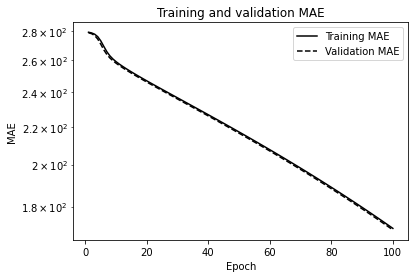 Training and validation MAE
Training MAE
Validation MAE
2.8 × 10²
2.6 × 10²
2.4 × 10²
2.2 × 10²
2 × 10²
1.8 × 10²
MAE
0 20 40 60 80 100
Epoch